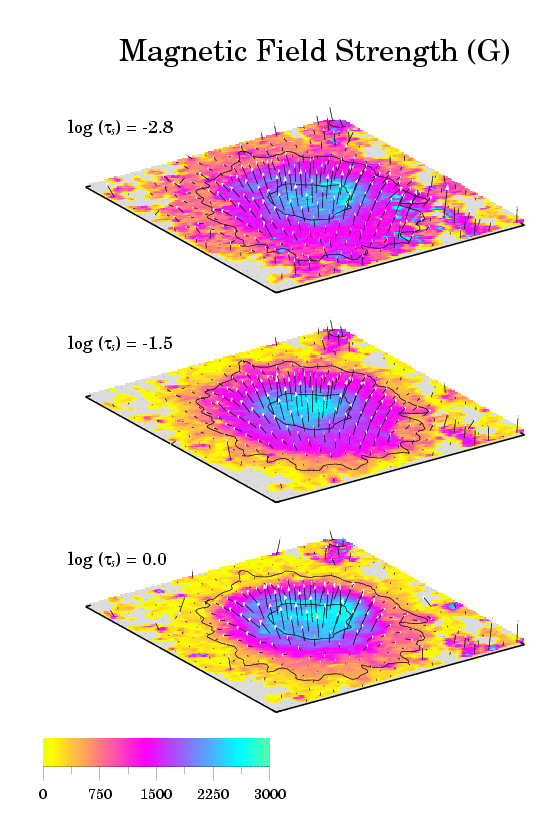 Magnetic Field Strength (G)
log (τ₅) = -2.8
log (τ₅) = -1.5
log (τ₅) = 0.0
0 750 1500 2250 3000